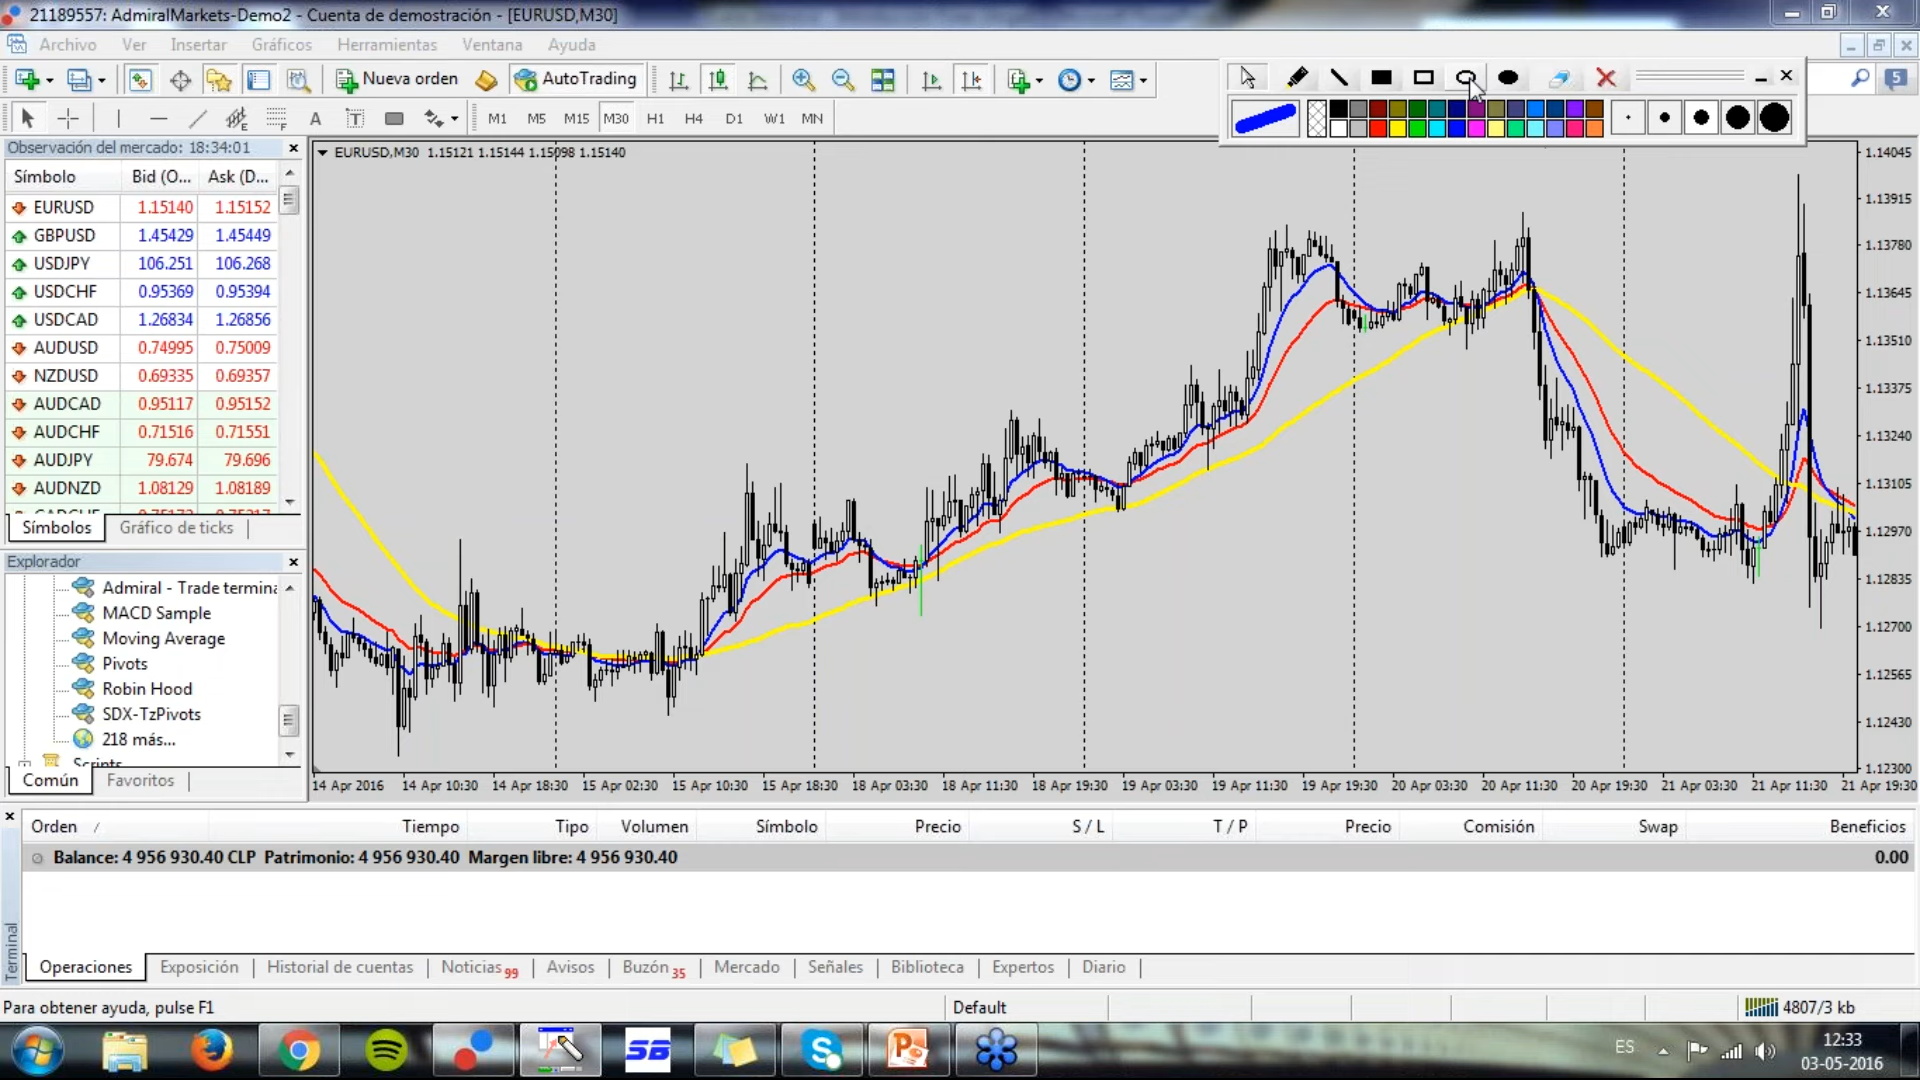 21189557: AdmiralMarkets-Demo2 - Cuenta de demostración - [EURUSD,M30]
Archivo Ver Insertar Gráficos Herramientas Ventana Ayuda
Nueva orden AutoTrading 5
A T M1 M5 M15 M30 H1 H4 D1 W1 MN
Observación del mercado: 18:34:01
Símbolo Bid (O... Ask (D...
EURUSD 1.15140 1.15152
GBPUSD 1.45429 1.45449
USDJPY 106.251 106.268
USDCHF 0.95369 0.95394
USDCAD 1.26834 1.26856
AUDUSD 0.74995 0.75009
NZDUSD 0.69335 0.69357
AUDCAD 0.95117 0.95152
AUDCHF 0.71516 0.71551
AUDJPY 79.674 79.696
AUDNZD 1.08129 1.08189
Símbolos Gráfico de ticks
Explorador
Admiral - Trade termina
MACD Sample
Moving Average
Pivots
Robin Hood
SDX-TzPivots
218 más...
Scripts
Común Favoritos
EURUSD,M30 1.15121 1.15144 1.15098 1.15140
1.14045
1.13915
1.13780
1.13645
1.13510
1.13375
1.13240
1.13105
1.12970
1.12835
1.12700
1.12565
1.12430
1.12300
14 Apr 2016 14 Apr 10:30 14 Apr 18:30 15 Apr 02:30 15 Apr 10:30 15 Apr 18:30 18 Apr 03:30 18 Apr 11:30 18 Apr 19:30 19 Apr 03:30 19 Apr 11:30 19 Apr 19:30 20 Apr 03:30 20 Apr 11:30 20 Apr 19:30 21 Apr 03:30 21 Apr 11:30 21 Apr 19:30
Orden / Tiempo Tipo Volumen Símbolo Precio S / L T / P Precio Comisión Swap Beneficios
Balance: 4 956 930.40 CLP Patrimonio: 4 956 930.40 Margen libre: 4 956 930.40 0.00
Terminal
Operaciones Exposición Historial de cuentas Noticias 99 Avisos Buzón 35 Mercado Señales Biblioteca Expertos Diario
Para obtener ayuda, pulse F1 Default 4807/3 kb
SB S P ES 12:33
03-05-2016